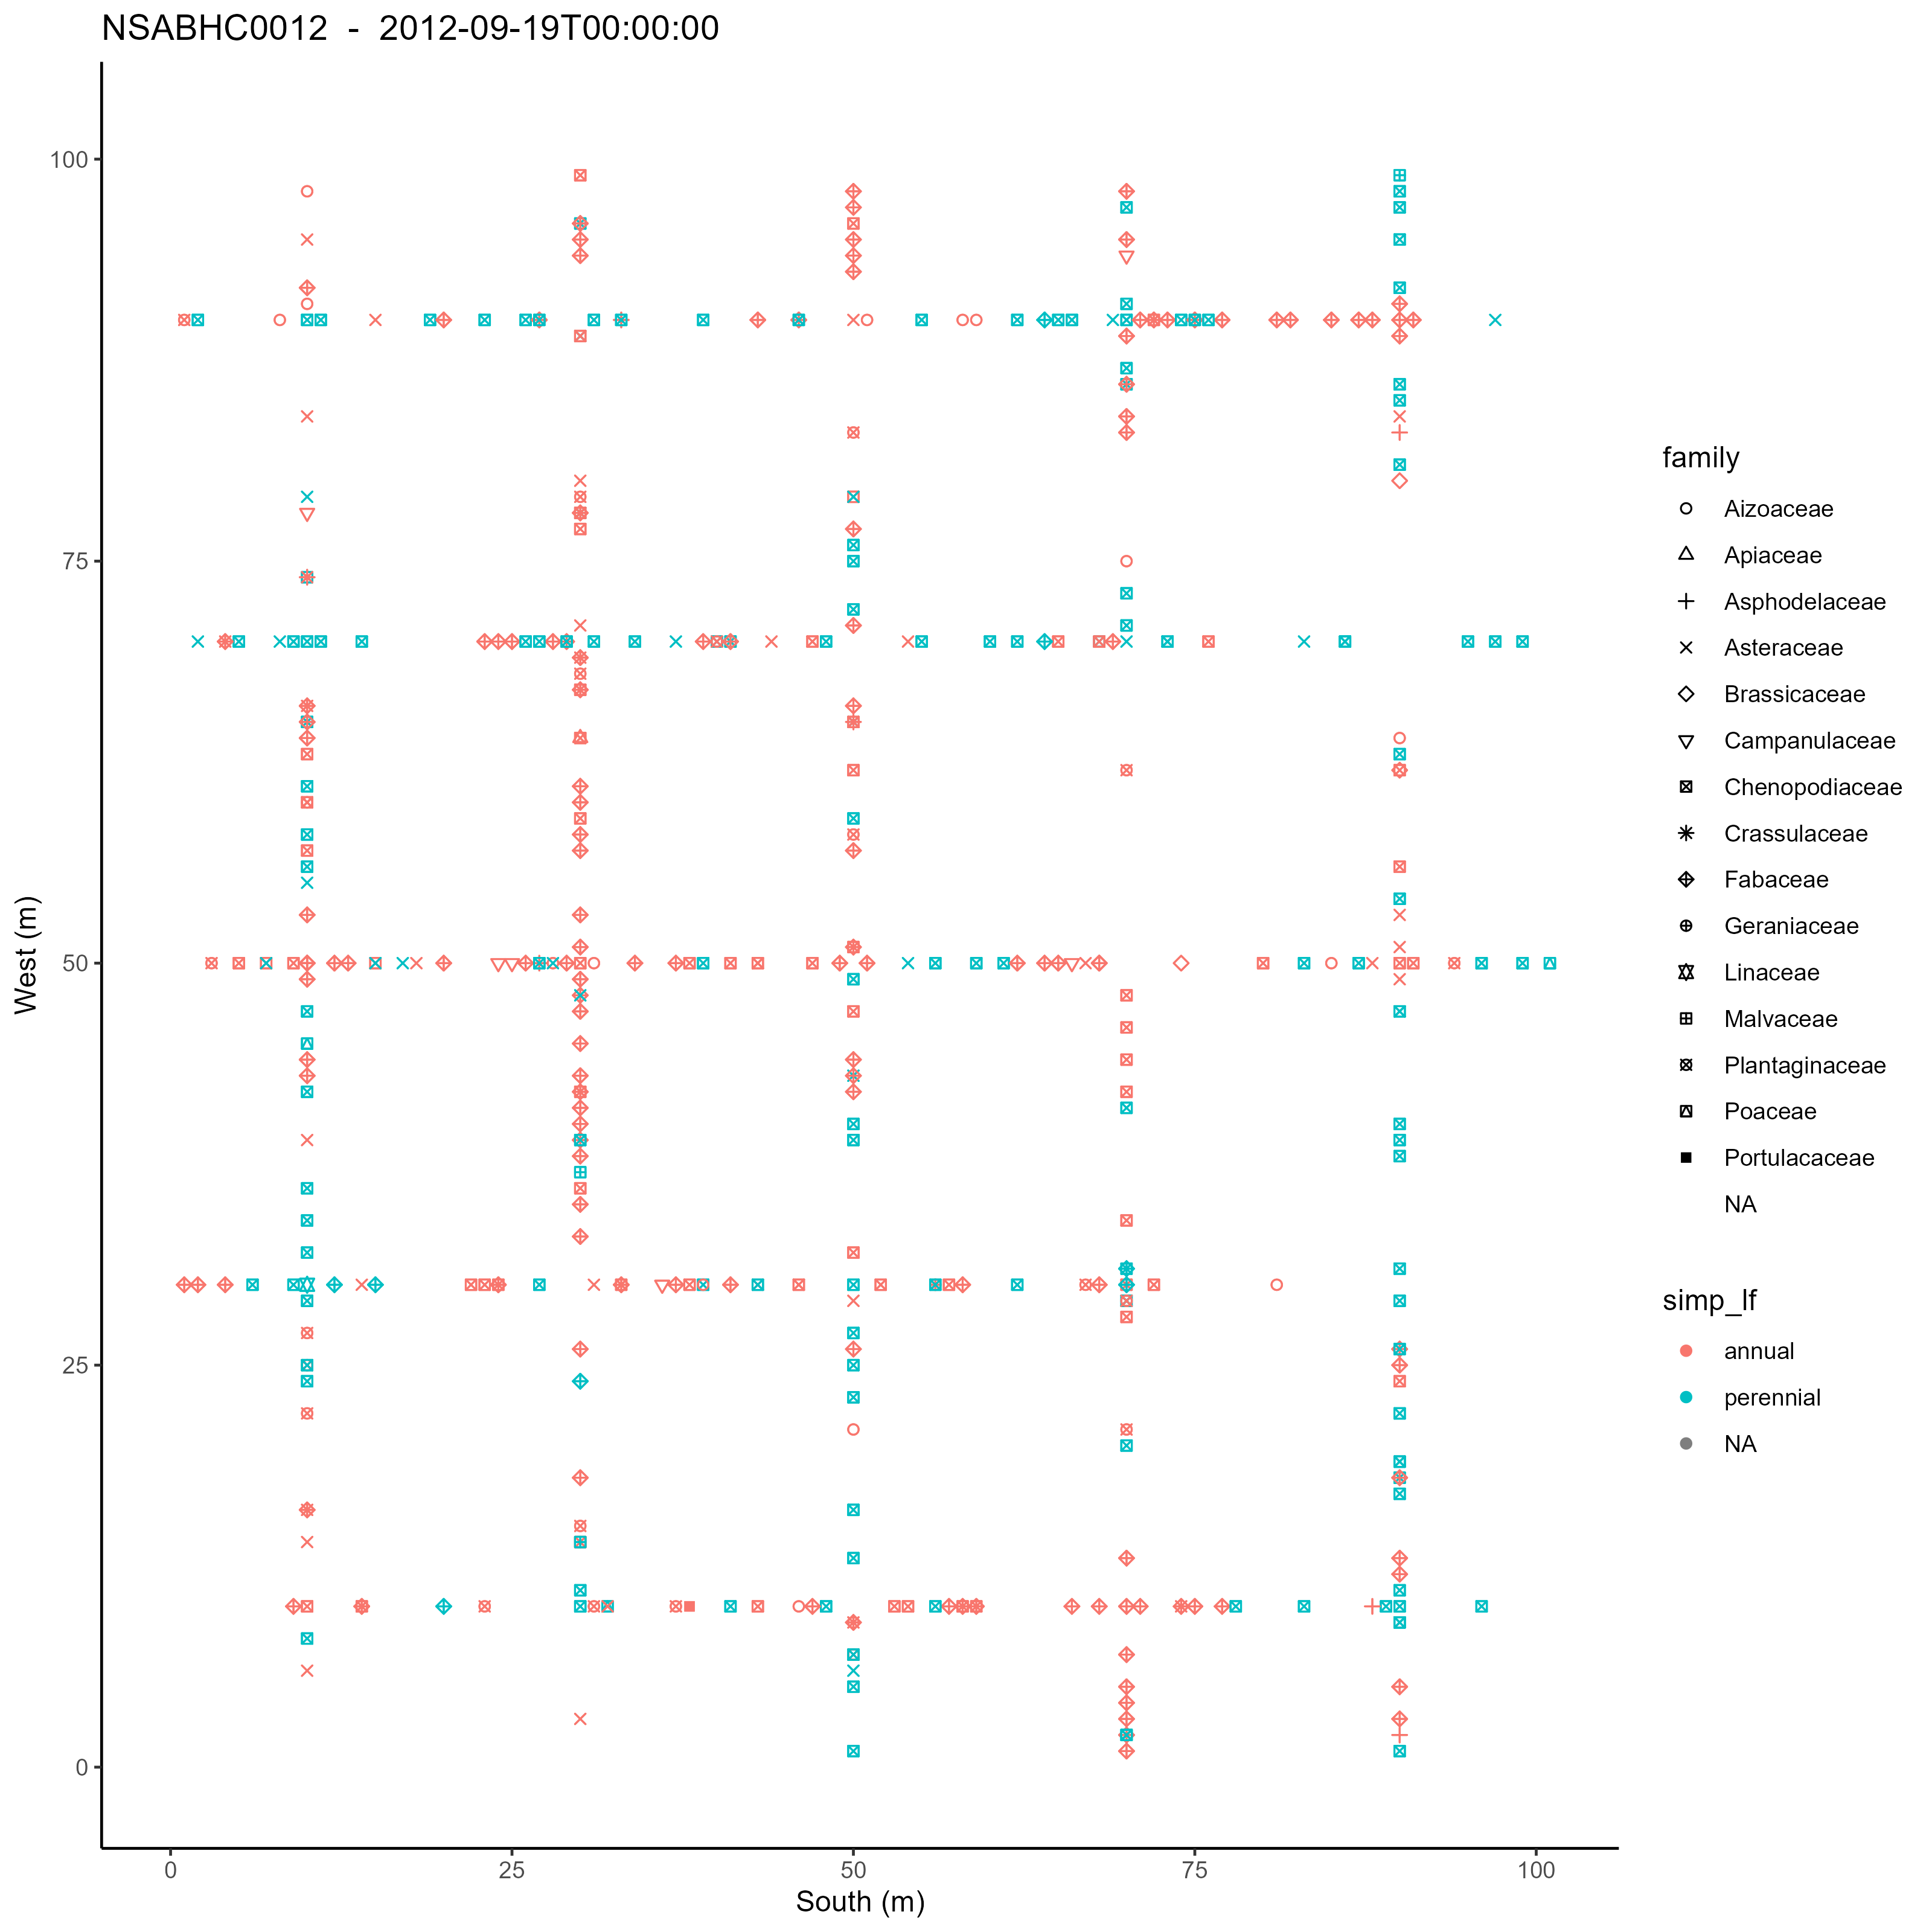 NSABHC0012 - 2012-09-19T00:00:00
100
75
50
25
0
West (m)
0
25
50
75
100
South (m)
family
Aizoaceae
Apiaceae
Asphodelaceae
Asteraceae
Brassicaceae
Campanulaceae
Chenopodiaceae
Crassulaceae
Fabaceae
Geraniaceae
Linaceae
Malvaceae
Plantaginaceae
Poaceae
Portulacaceae
NA
simp_lf
annual
perennial
NA